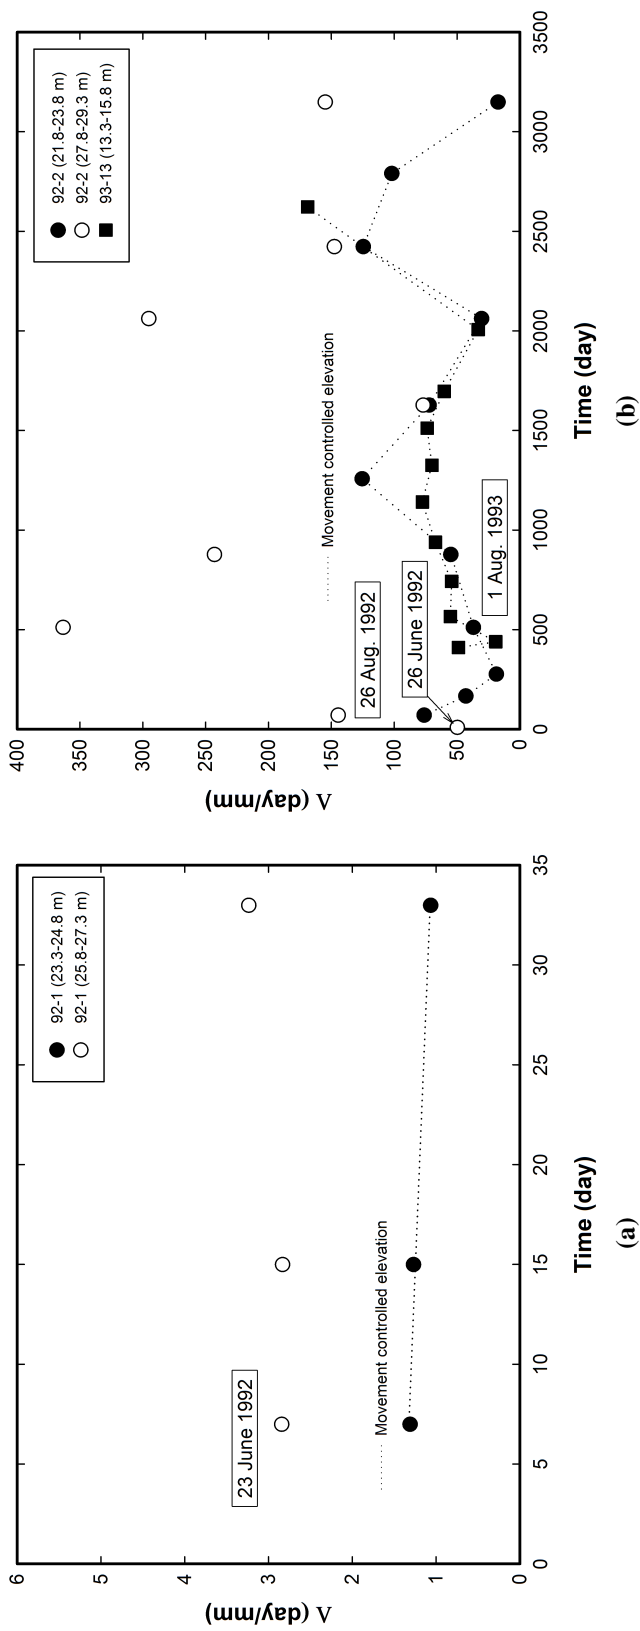 6
5
4
3
2
1
0
0
5
10
15
20
25
30
35
Λ (day/mm)
Time (day)
92-1 (23.3-24.8 m)
92-1 (25.8-27.3 m)
23 June 1992
Movement controlled elevation
(a)
400
350
300
250
200
150
100
50
0
0
500
1000
1500
2000
2500
3000
3500
Λ (day/mm)
Time (day)
92-2 (21.8-23.8 m)
92-2 (27.8-29.3 m)
93-13 (13.3-15.8 m)
Movement controlled elevation
26 Aug. 1992
26 June 1992
1 Aug. 1993
(b)